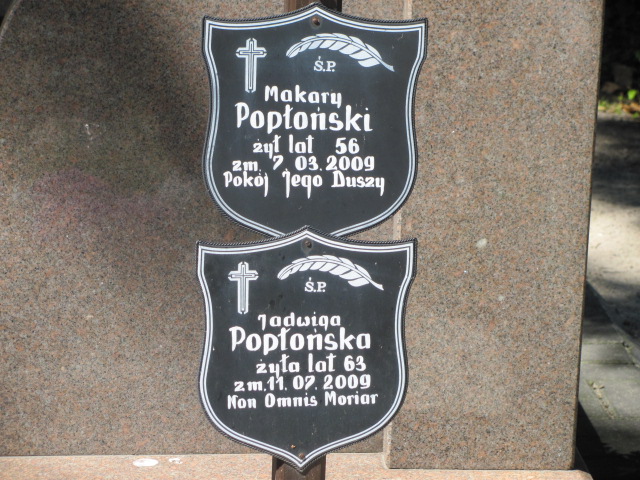 Ś.P.
Makary
Popłoński
żył lat 56
zm. 7. 03. 2009
Pokój Jego Duszy
Ś.P.
Jadwiga
Popłońska
żyła lat 63
zm. 11. 07. 2009
Non Omnis Moriar